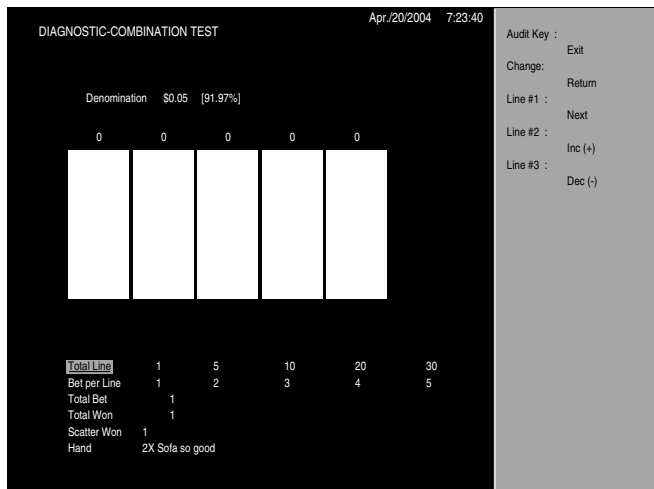 Apr./20/2004 7:23:40
DIAGNOSTIC-COMBINATION TEST
Denomination $0.05 [91.97%]
0 0 0 0 0
Total Line 1 5 10 20 30
Bet per Line 1 2 3 4 5
Total Bet 1
Total Won 1
Scatter Won 1
Hand 2X Sofa so good
Audit Key :
Exit
Change:
Return
Line #1 :
Next
Line #2 :
Inc (+)
Line #3 :
Dec (-)